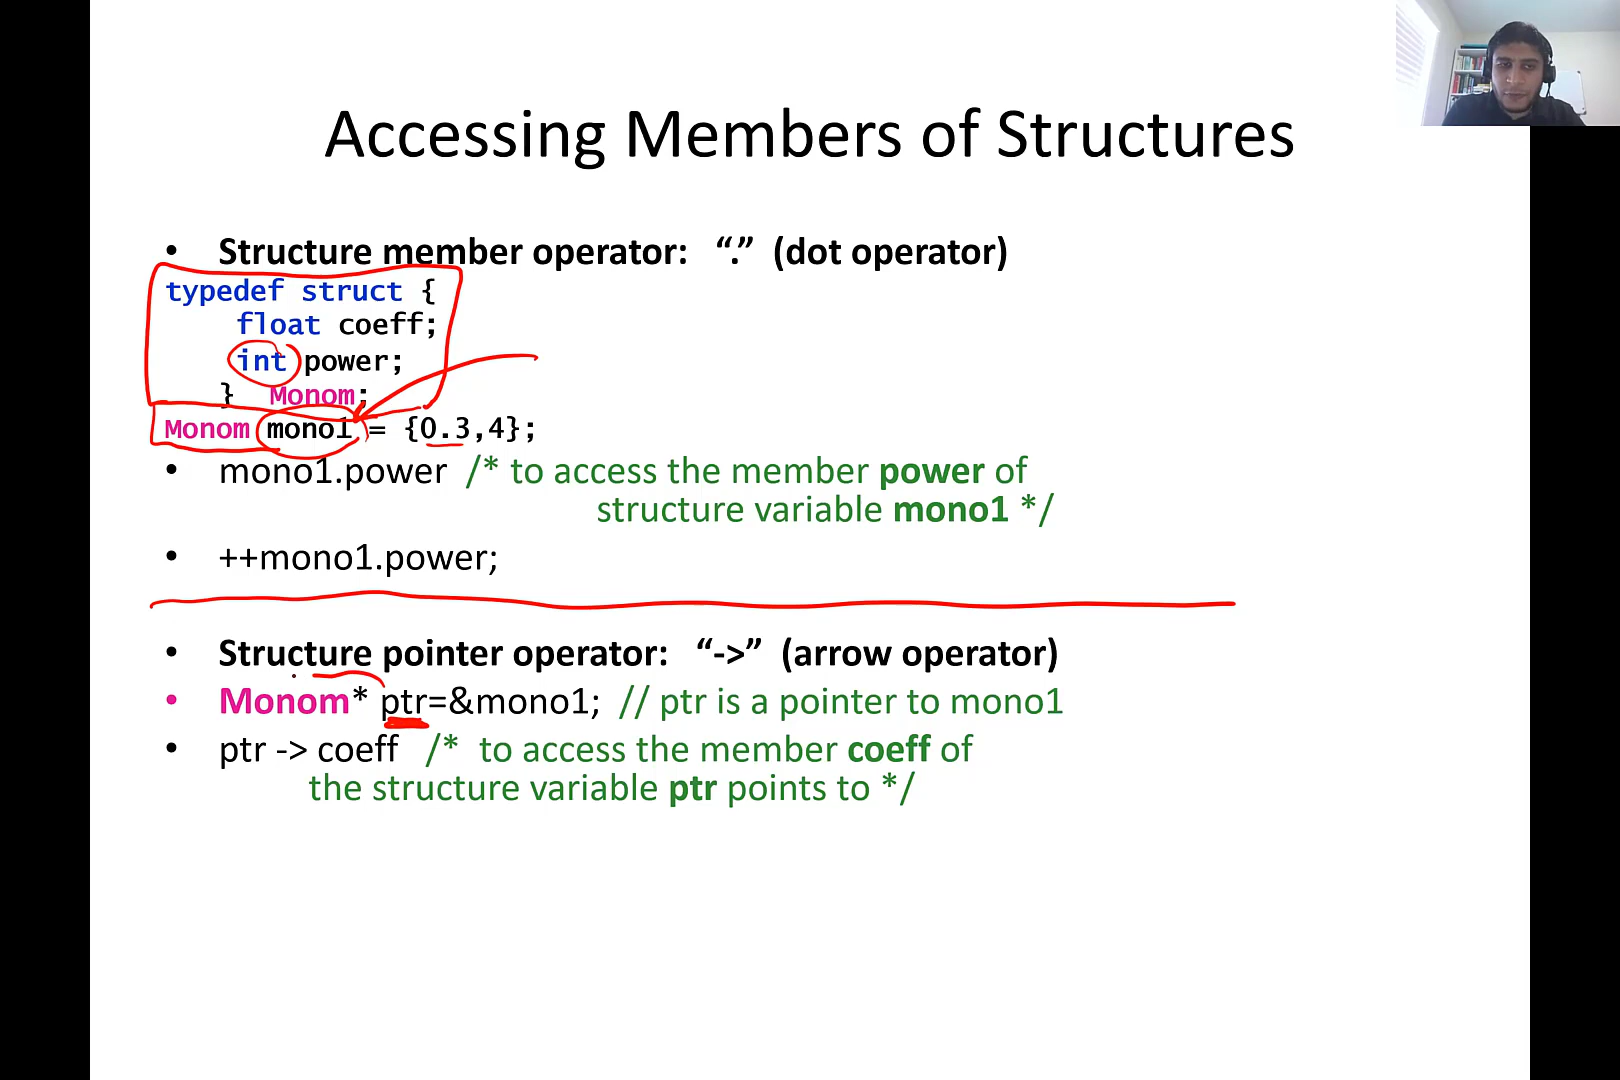 Accessing Members of Structures
• Structure member operator: “.” (dot operator)
typedef struct {
float coeff;
int power;
} Monom;
Monom mono1 = {0.3,4};
• mono1.power /* to access the member power of
structure variable mono1 */
• ++mono1.power;
• Structure pointer operator: “->” (arrow operator)
• Monom* ptr=&mono1; // ptr is a pointer to mono1
• ptr -> coeff /* to access the member coeff of
the structure variable ptr points to */